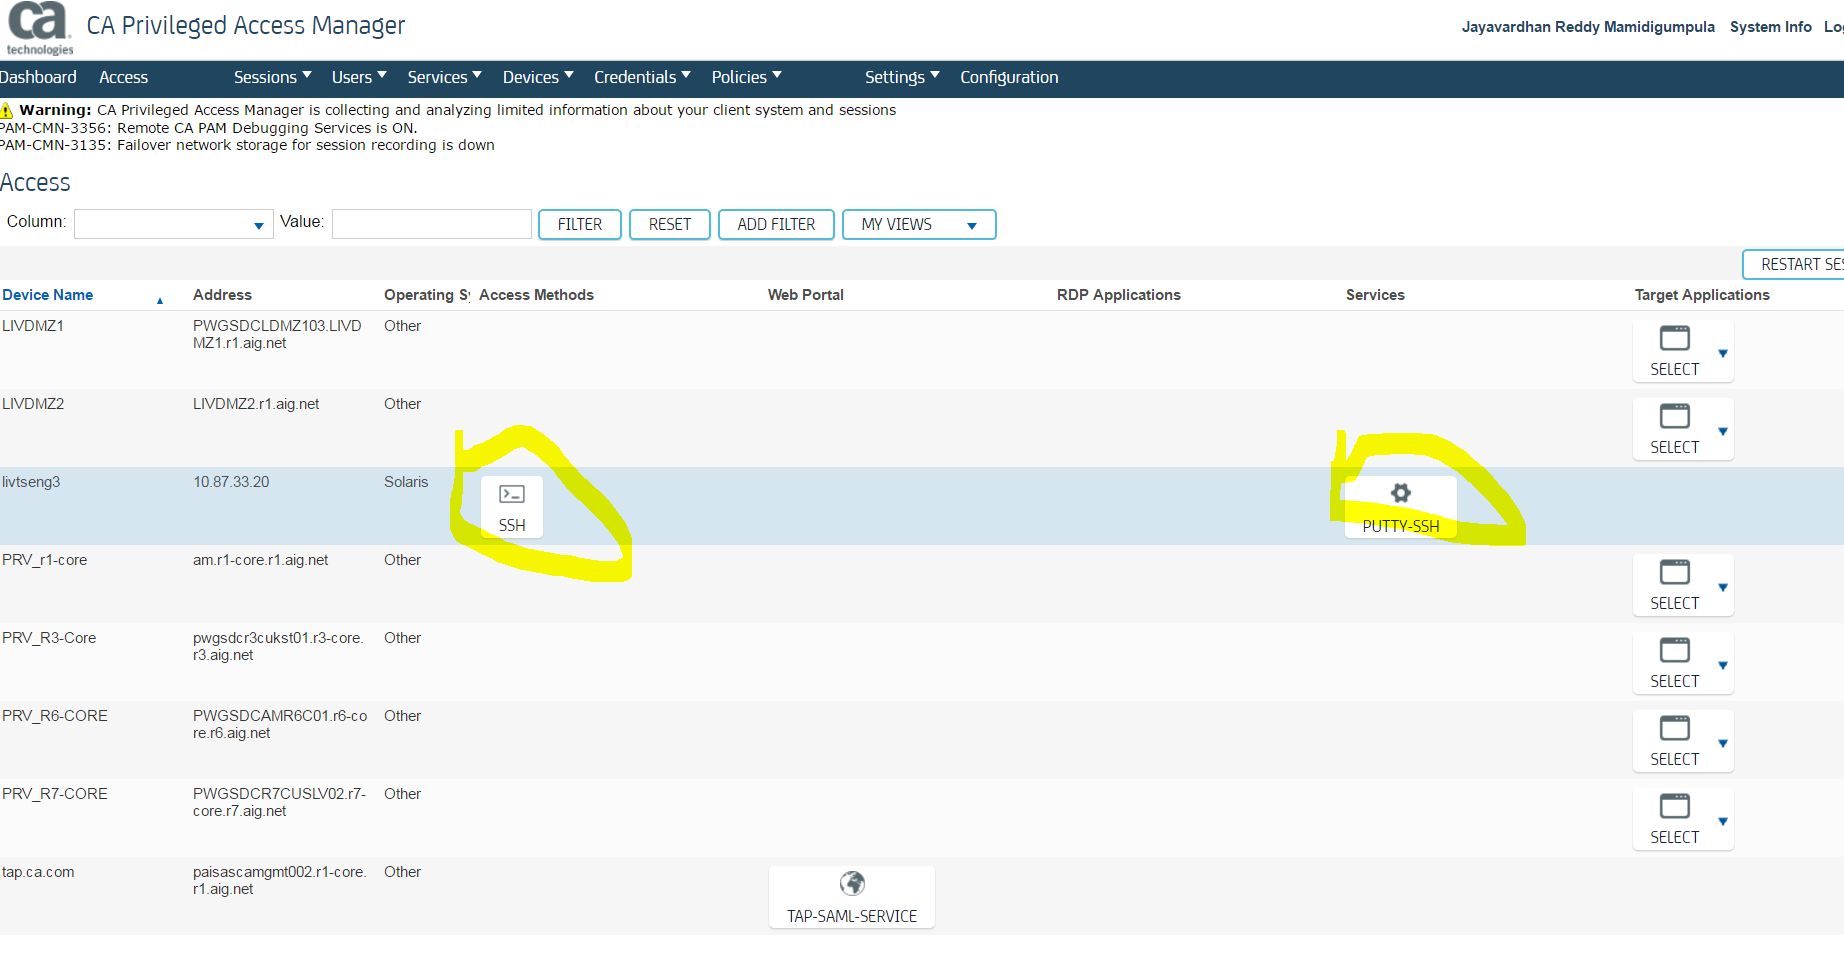 ca technologies
CA Privileged Access Manager
Jayavardhan Reddy Mamidigumpula System Info Lo
Dashboard Access Sessions Users Services Devices Credentials Policies Settings Configuration
Warning: CA Privileged Access Manager is collecting and analyzing limited information about your client system and sessions
PAM-CMN-3356: Remote CA PAM Debugging Services is ON.
PAM-CMN-3135: Failover network storage for session recording is down
Access
Column: Value: FILTER RESET ADD FILTER MY VIEWS
RESTART SES
Device Name Address Operating Sy Access Methods Web Portal RDP Applications Services Target Applications
LIVDMZ1 PWGSDCLDMZ103.LIVD Other
MZ1.r1.aig.net
SELECT
LIVDMZ2 LIVDMZ2.r1.aig.net Other
SELECT
livtseng3 10.87.33.20 Solaris
SSH PUTTY-SSH
PRV_r1-core am.r1-core.r1.aig.net Other
SELECT
PRV_R3-Core pwgsdcr3cukst01.r3-core. Other
r3.aig.net
SELECT
PRV_R6-CORE PWGSDCAMR6C01.r6-co Other
re.r6.aig.net
SELECT
PRV_R7-CORE PWGSDCR7CUSLV02.r7- Other
core.r7.aig.net
SELECT
tap.ca.com paisascamgmt002.r1-core. Other
r1.aig.net
TAP-SAML-SERVICE